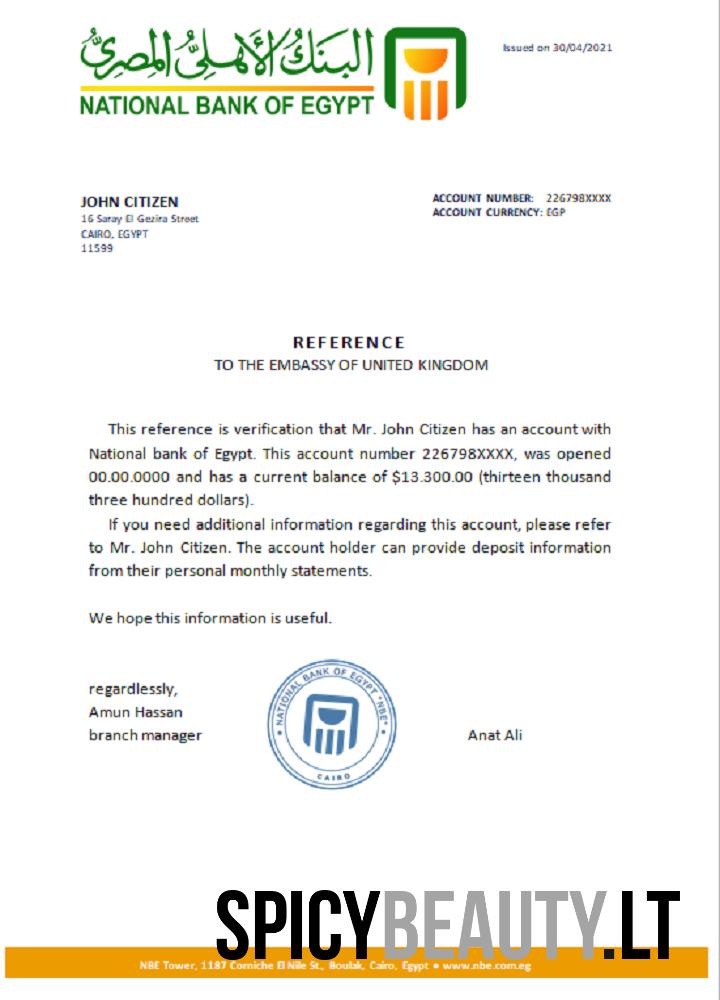 البنك الأهلي المصري
NATIONAL BANK OF EGYPT
Issued on 30/04/2021
JOHN CITIZEN
16 Saray El Gezira Street
CAIRO, EGYPT
11599
ACCOUNT NUMBER: 226798XXXX
ACCOUNT CURRENCY: EGP
REFERENCE
TO THE EMBASSY OF UNITED KINGDOM
This reference is verification that Mr. John Citizen has an account with
National bank of Egypt. This account number 226798XXXX, was opened
00.00.0000 and has a current balance of $13.300.00 (thirteen thousand
three hundred dollars).
If you need additional information regarding this account, please refer
to Mr. John Citizen. The account holder can provide deposit information
from their personal monthly statements.
We hope this information is useful.
regardlessly,
Amun Hassan
branch manager
NATIONAL BANK OF EGYPT "NBE"
CAIRO
Anat Ali
SPICYBEAUTY.LT
NBE Tower, 1187 Corniche El Nile St., Boulak, Cairo, Egypt • www.nbe.com.eg